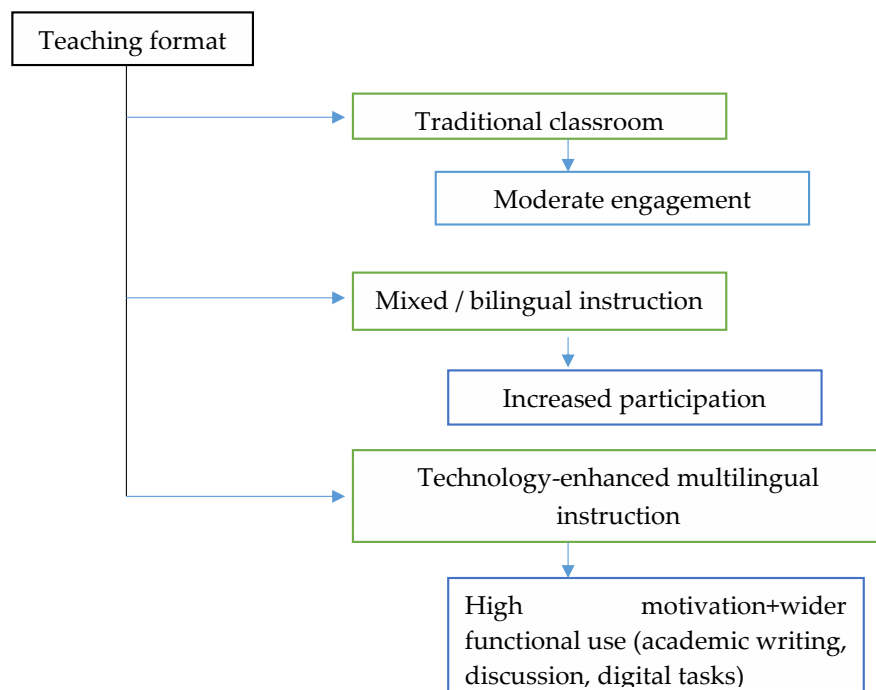 Teaching format
Traditional classroom
Moderate engagement
Mixed / bilingual instruction
Increased participation
Technology-enhanced multilingual
instruction
High motivation+wider
functional use (academic writing,
discussion, digital tasks)